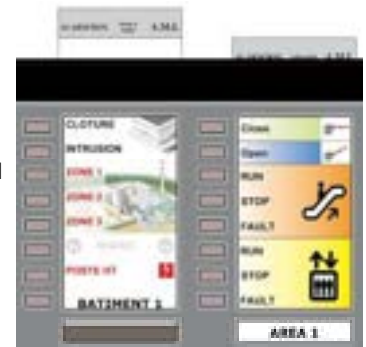 CLOTURE
INTRUSION
ZONE 1
ZONE 2
ZONE 3
POSTE HT
BATIMENT 1
Close
Open
RUN
STOP
FAULT
RUN
STOP
FAULT
AREA 1